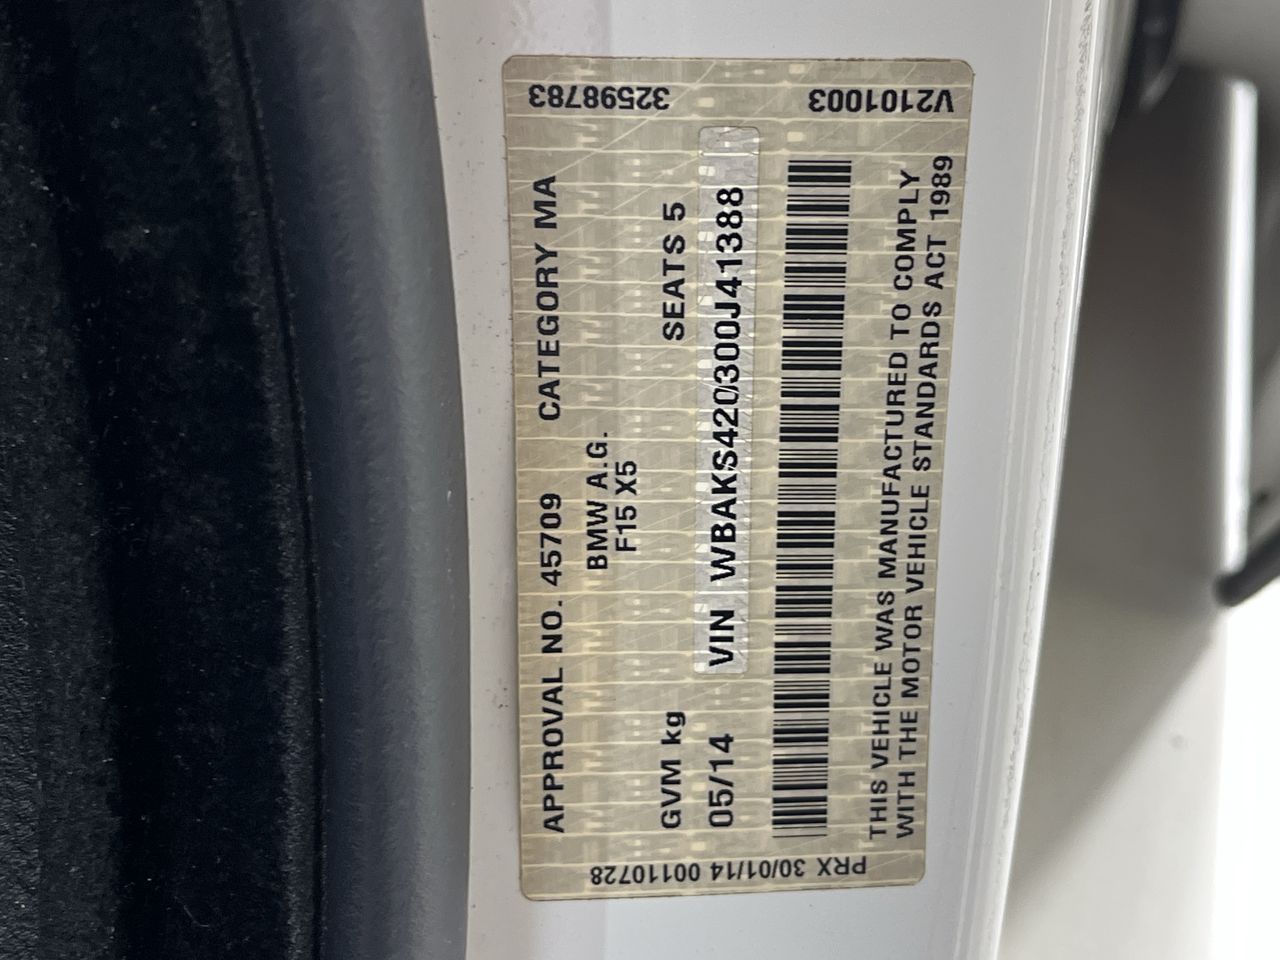 APPROVAL NO. 45709 CATEGORY MA
BMW A.G.
F15 X5
GVM kg SEATS 5
05/14 VIN WBAKS420300J41388
THIS VEHICLE WAS MANUFACTURED TO COMPLY
WITH THE MOTOR VEHICLE STANDARDS ACT 1989
PRX 30/01/14 00110728
32598783
V2101003